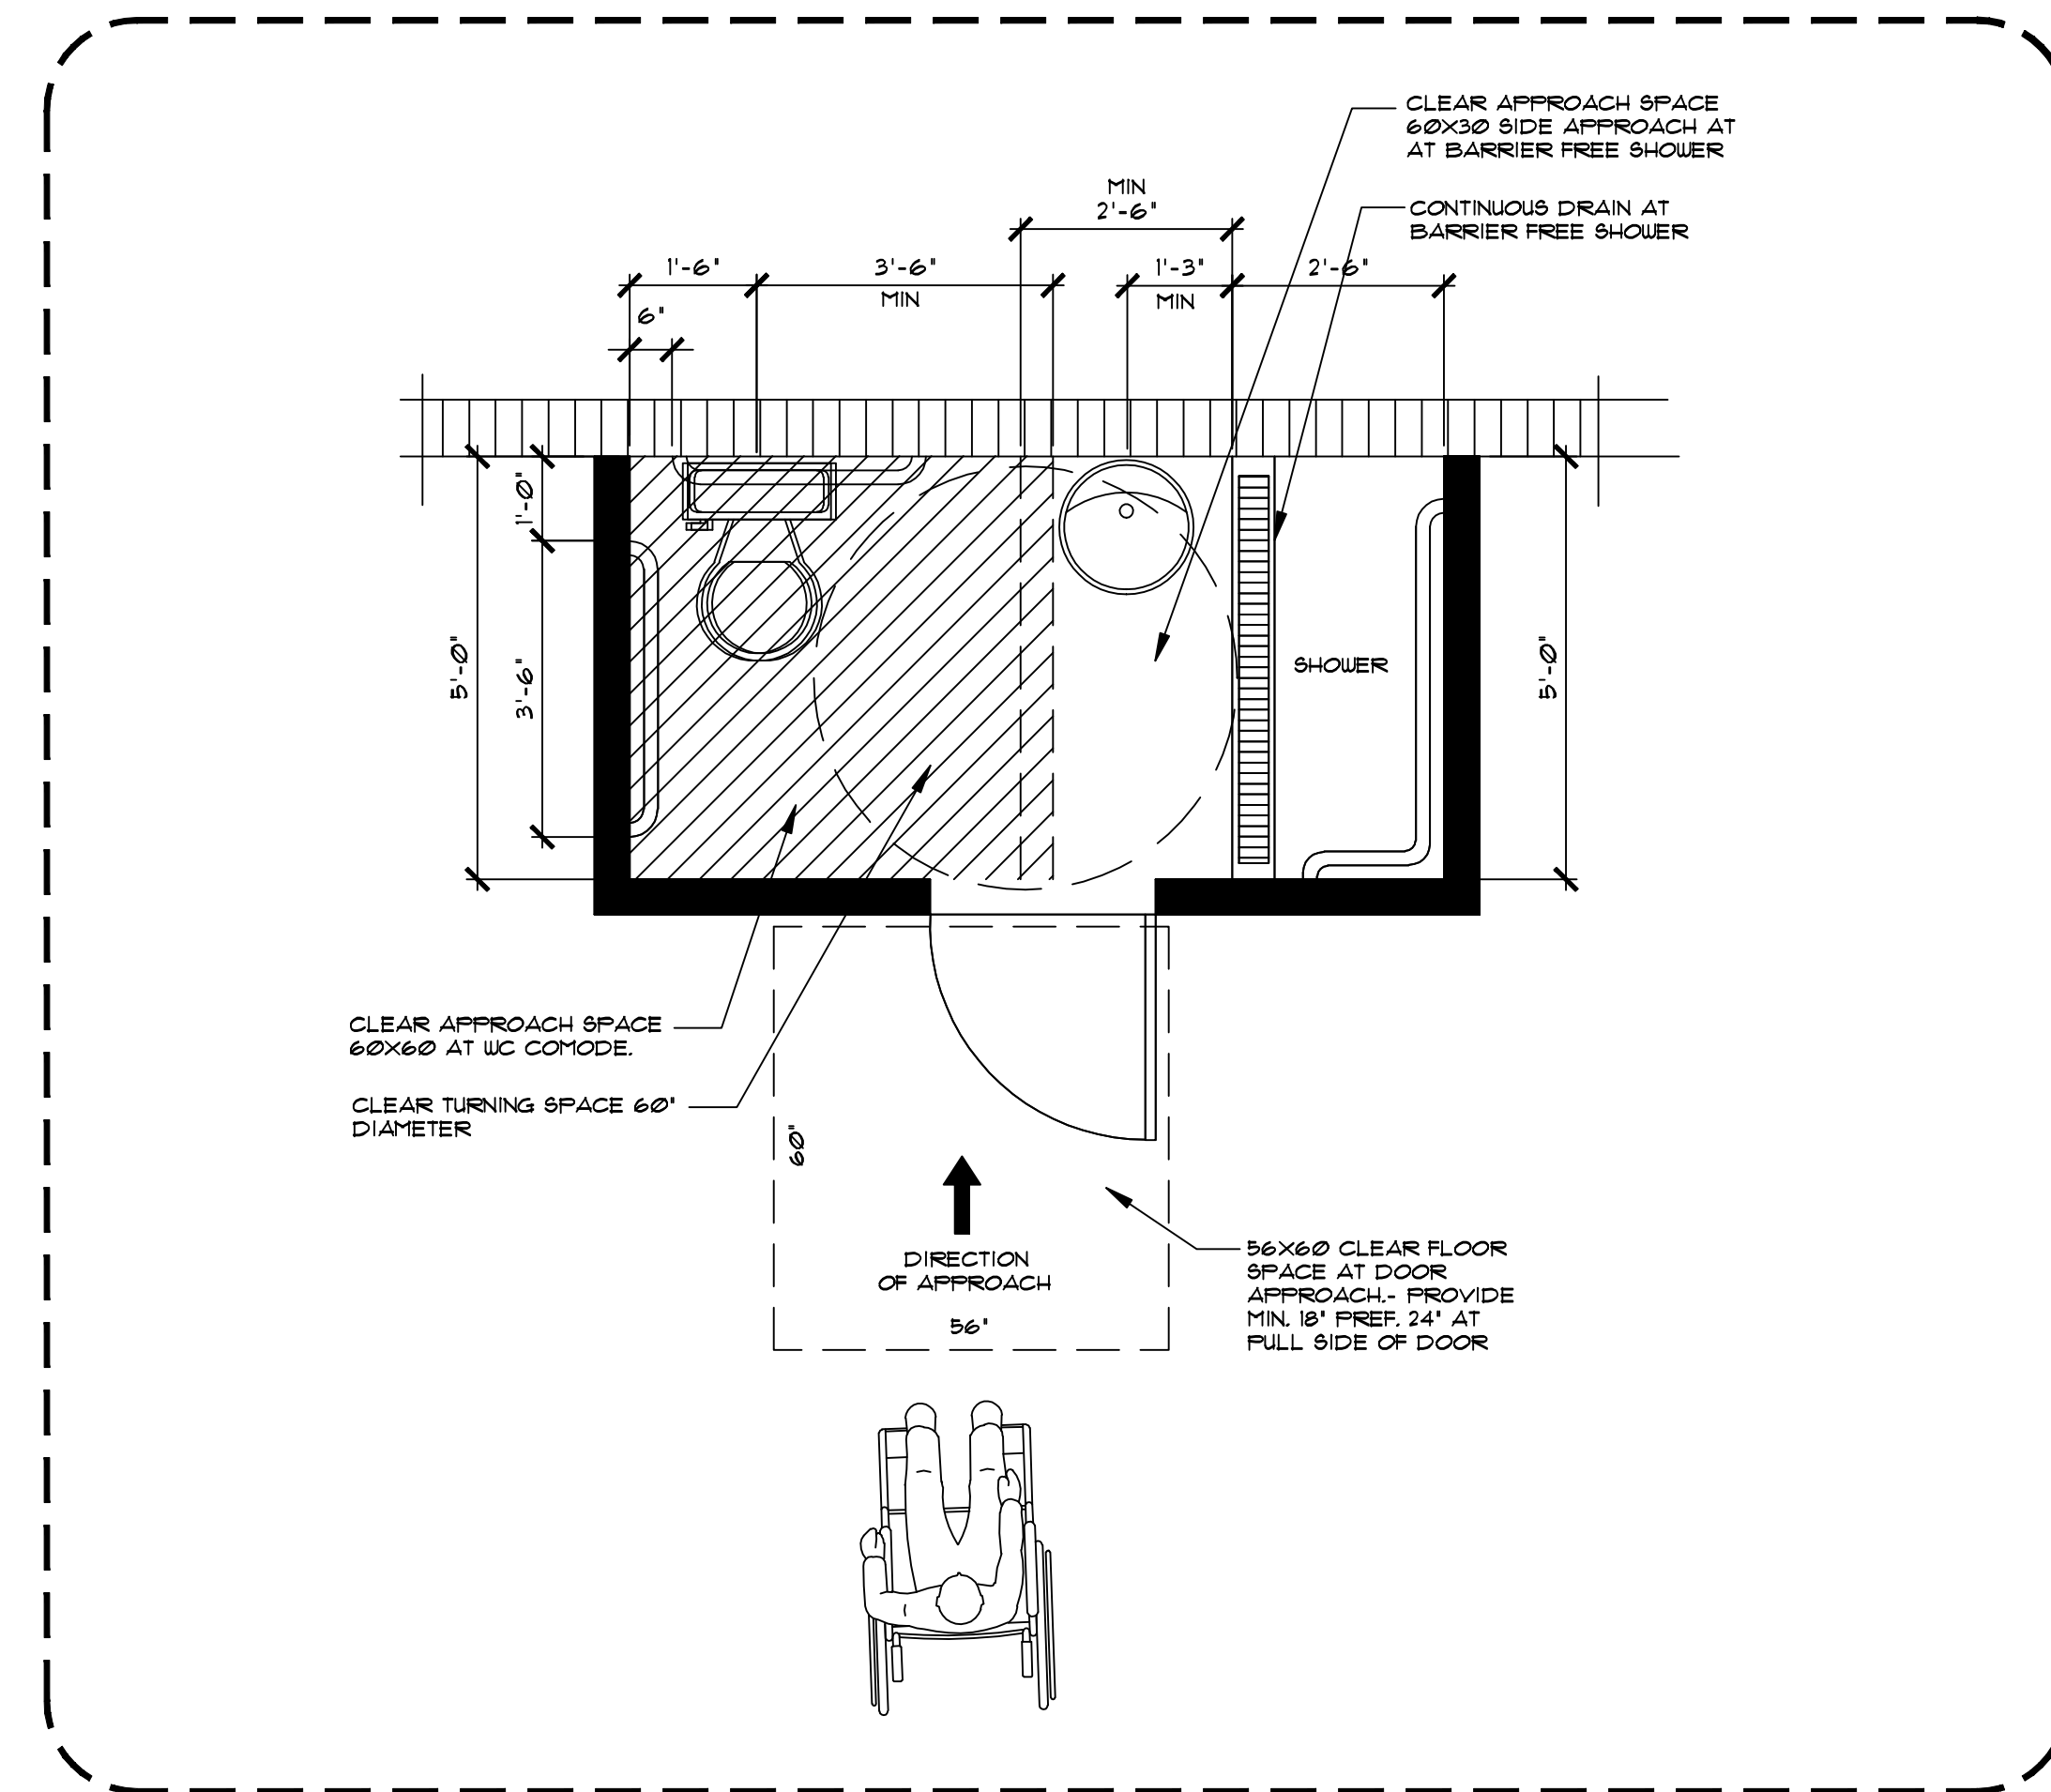 CLEAR APPROACH SPACE
60X30 SIDE APPROACH AT
AT BARRIER FREE SHOWER
MIN
2'-6"
CONTINUOUS DRAIN AT
BARRIER FREE SHOWER
1'-6"
3'-6"
MIN
1'-3"
MIN
2'-6"
6"
1'-0"
5'-0"
3'-6"
SHOWER
5'-0"
CLEAR APPROACH SPACE
60X60 AT WC COMODE.
CLEAR TURNING SPACE 60"
DIAMETER
60"
DIRECTION
OF APPROACH
56"
56X60 CLEAR FLOOR
SPACE AT DOOR
APPROACH.- PROVIDE
MIN. 18" PREF. 24" AT
PULL SIDE OF DOOR